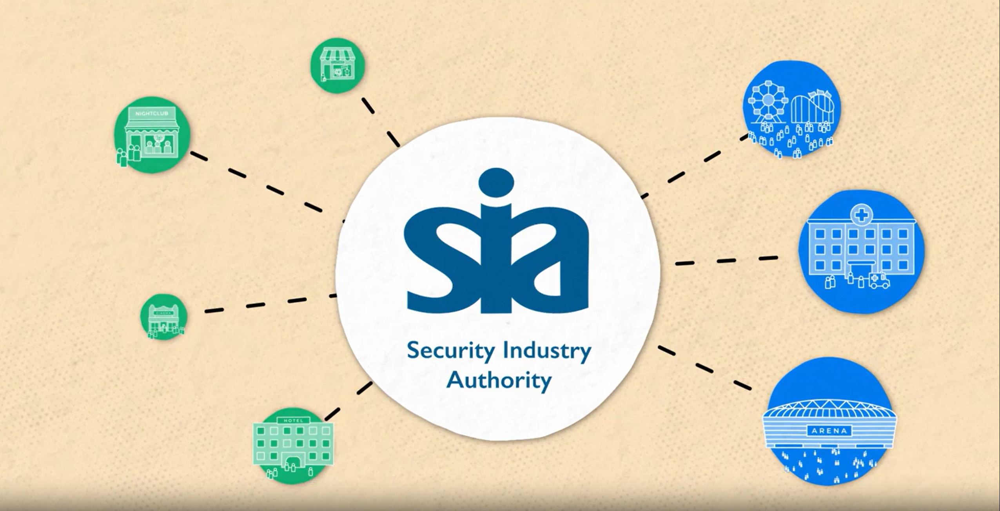 NIGHTCLUB
CINEMA
HOTEL
sia
Security Industry
Authority
ARENA